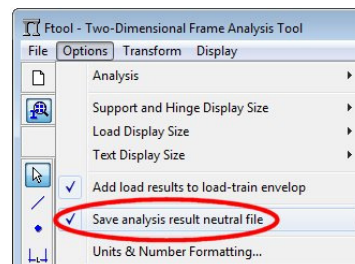 Ftool - Two-Dimensional Frame Analysis Tool
File Options Transform Display
Analysis
Support and Hinge Display Size
Load Display Size
Text Display Size
Add load results to load-train envelop
Save analysis result neutral file
Units & Number Formatting...